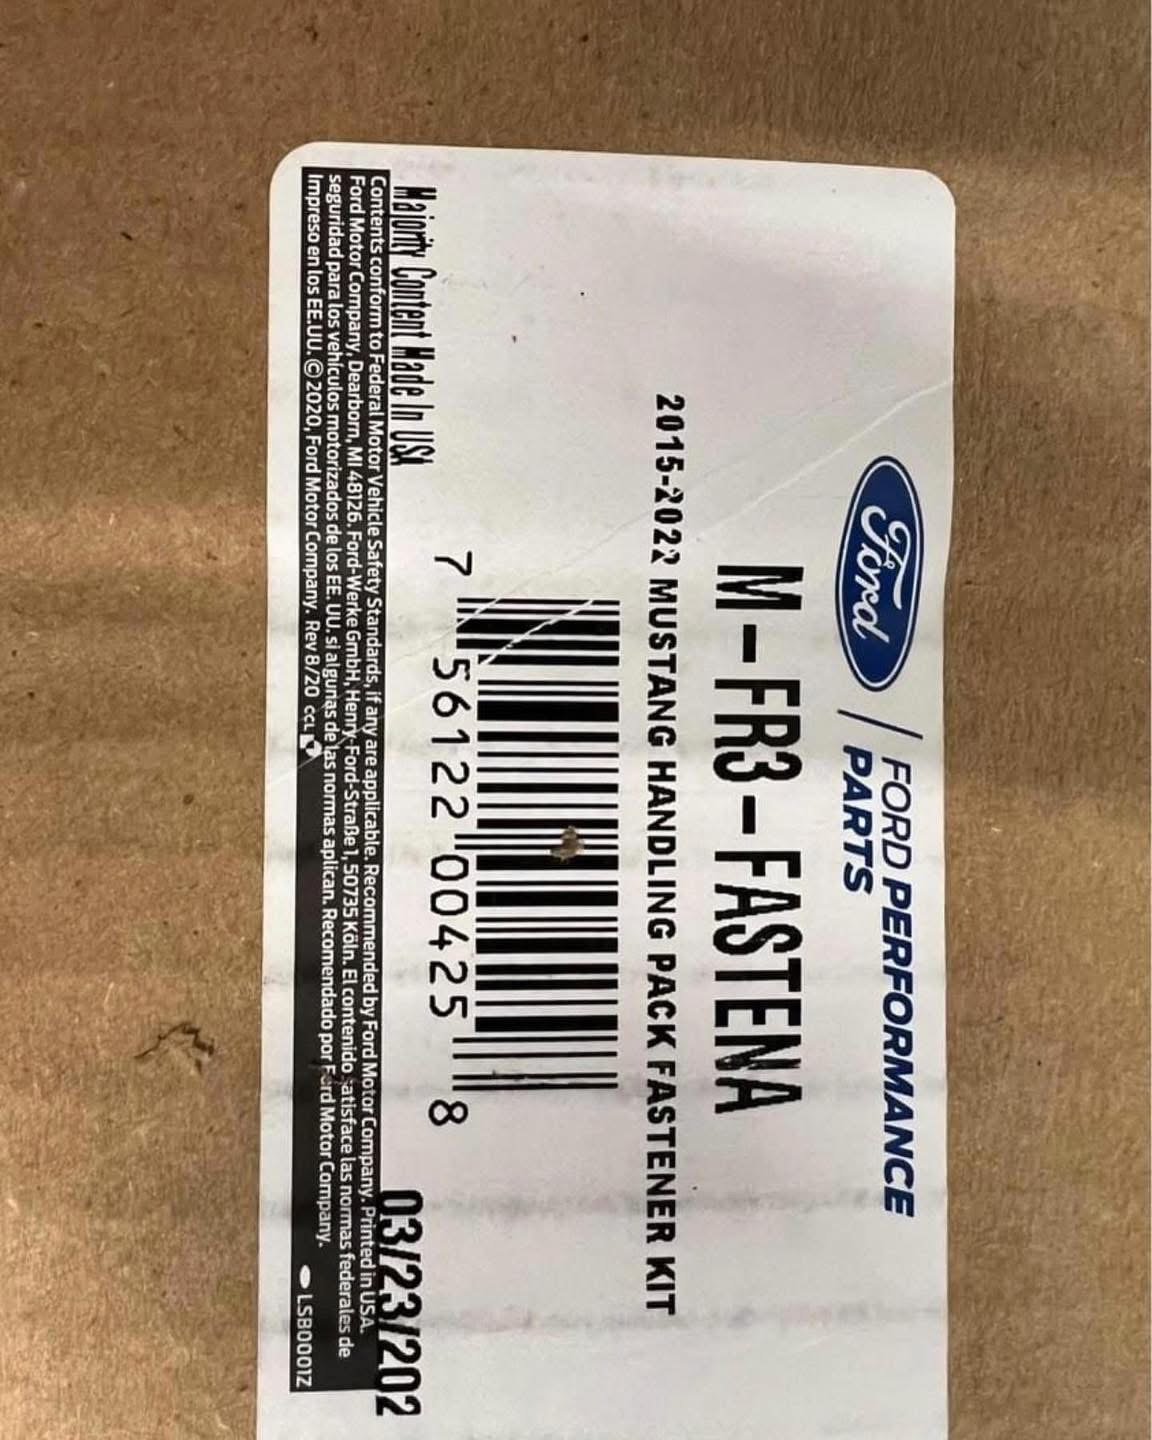 Ford
FORD PERFORMANCE
PARTS
M-FR3-FASTENA
2015-2022 MUSTANG HANDLING PACK FASTENER KIT
7 56122 00425 8
Majority Content Made In USA
03/23/202
Contents conform to Federal Motor Vehicle Safety Standards, if any are applicable. Recommended by Ford Motor Company. Printed in USA.
Ford Motor Company, Dearborn, MI 48126. Ford-Werke GmbH, Henry-Ford-Straße 1, 50735 Köln. El contenido satisface las normas federales de
seguridad para los vehículos motorizados de los EE. UU. si algunas de las normas aplican. Recomendado por Ford Motor Company.
Impreso en los EE.UU. © 2020, Ford Motor Company. Rev 8/20 CCL
LSB0001Z